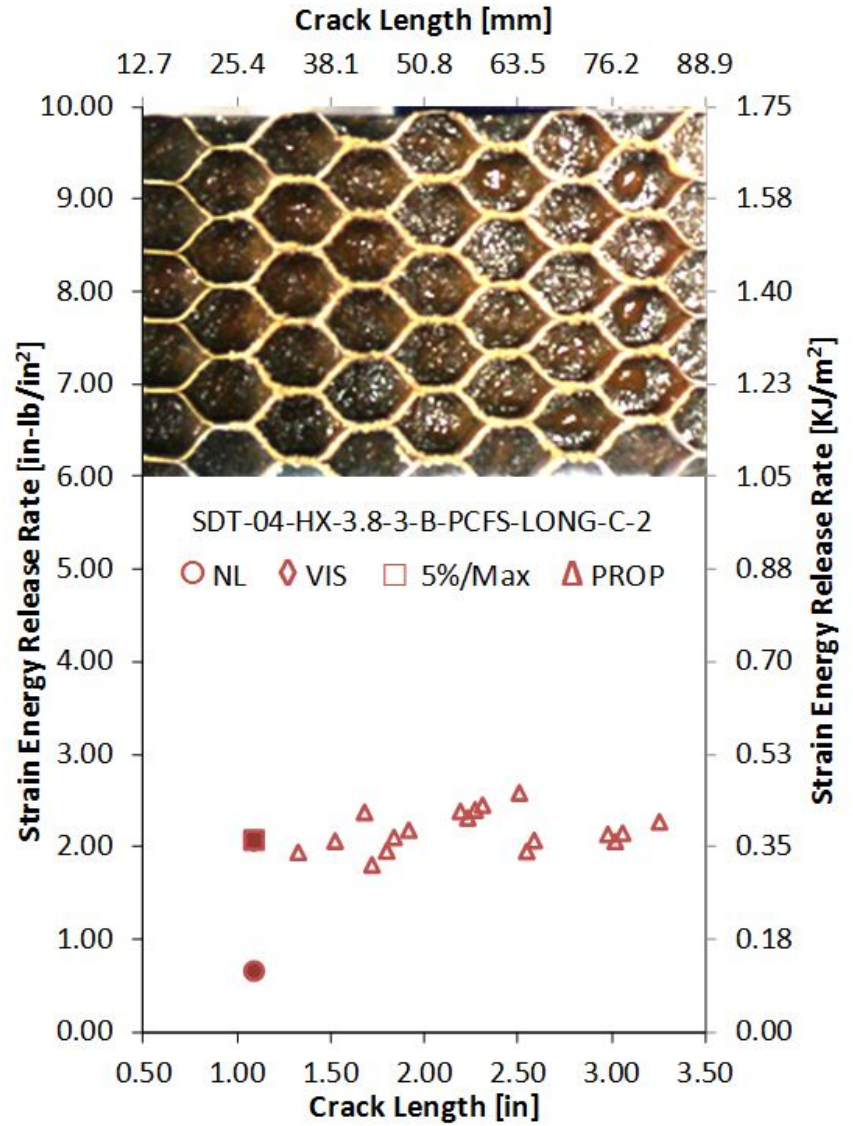 Crack Length [mm]
12.7 25.4 38.1 50.8 63.5 76.2 88.9
10.00 1.75
9.00 1.58
8.00 1.40
7.00 1.23
6.00 1.05
SDT-04-HX-3.8-3-B-PCFS-LONG-C-2
5.00 NL VIS 5%/Max PROP 0.88
4.00 0.70
3.00 0.53
2.00 0.35
1.00 0.18
0.00 0.00
Strain Energy Release Rate [in-lb/in²]
Strain Energy Release Rate [KJ/m²]
0.50 1.00 1.50 2.00 2.50 3.00 3.50
Crack Length [in]